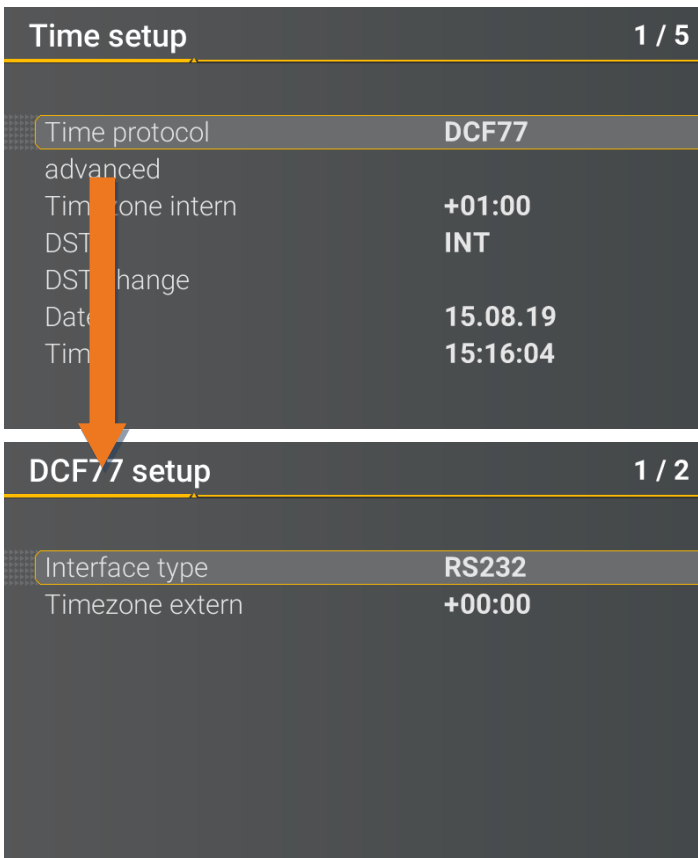 Time setup 1 / 5
Time protocol DCF77
advanced
Timezone intern +01:00
DST INT
DST change
Date 15.08.19
Time 15:16:04
DCF77 setup 1 / 2
Interface type RS232
Timezone extern +00:00